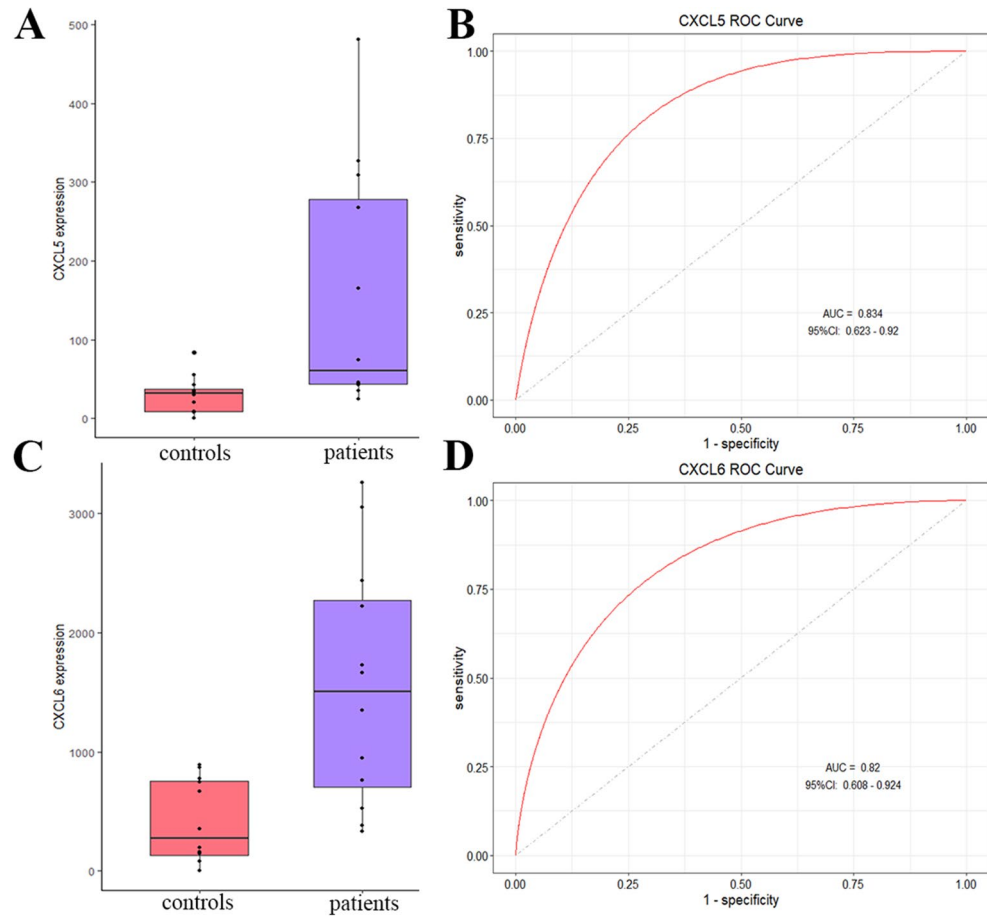 A
500
400
300
200
100
0
CXCL5 expression
controls patients
B
CXCL5 ROC Curve
1.00
0.75
0.50
0.25
0.00
sensitivity
AUC = 0.834
95%CI: 0.623 - 0.92
0.00 0.25 0.50 0.75 1.00
1 - specificity
C
3000
2000
1000
0
CXCL6 expression
controls patients
D
CXCL6 ROC Curve
1.00
0.75
0.50
0.25
0.00
sensitivity
AUC = 0.82
95%CI: 0.608 - 0.924
0.00 0.25 0.50 0.75 1.00
1 - specificity